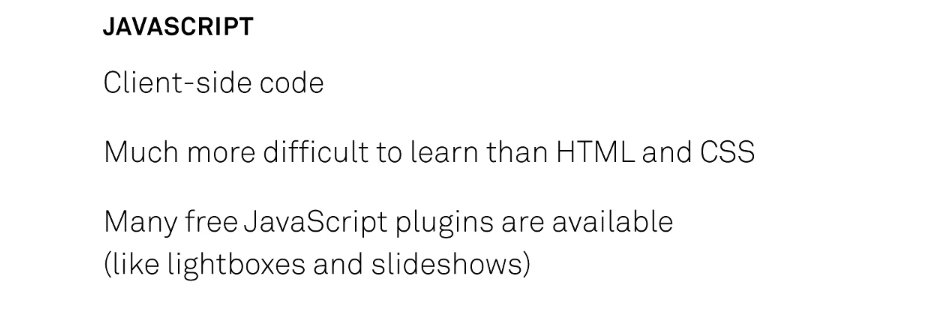 JAVASCRIPT
Client-side code
Much more difficult to learn than HTML and CSS
Many free JavaScript plugins are available
(like lightboxes and slideshows)